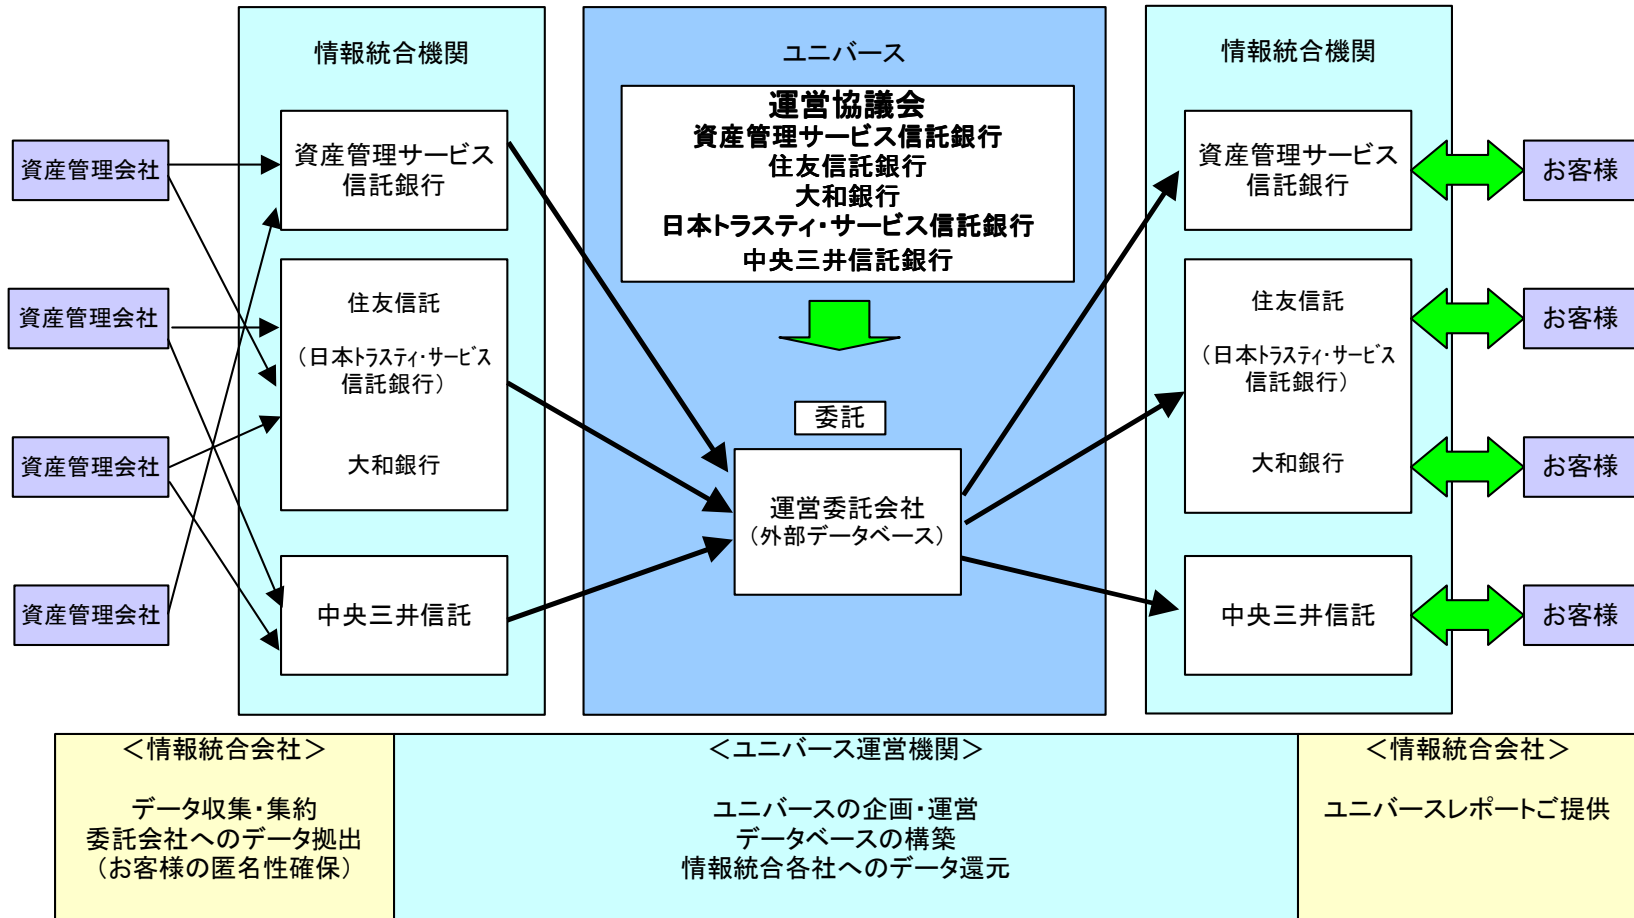 情報統合機関
ユニバース
情報統合機関
資産管理会社
資産管理会社
資産管理会社
資産管理会社
資産管理サービス
信託銀行
住友信託
（日本トラスティ・サービス
信託銀行）
大和銀行
中央三井信託
運営協議会
資産管理サービス信託銀行
住友信託銀行
大和銀行
日本トラスティ・サービス信託銀行
中央三井信託銀行
委託
運営委託会社
（外部データベース）
資産管理サービス
信託銀行
住友信託
（日本トラスティ・サービス
信託銀行）
大和銀行
中央三井信託
お客様
お客様
お客様
お客様
＜情報統合会社＞
データ収集・集約
委託会社へのデータ拠出
（お客様の匿名性確保）
＜ユニバース運営機関＞
ユニバースの企画・運営
データベースの構築
情報統合各社へのデータ還元
＜情報統合会社＞
ユニバースレポートご提供